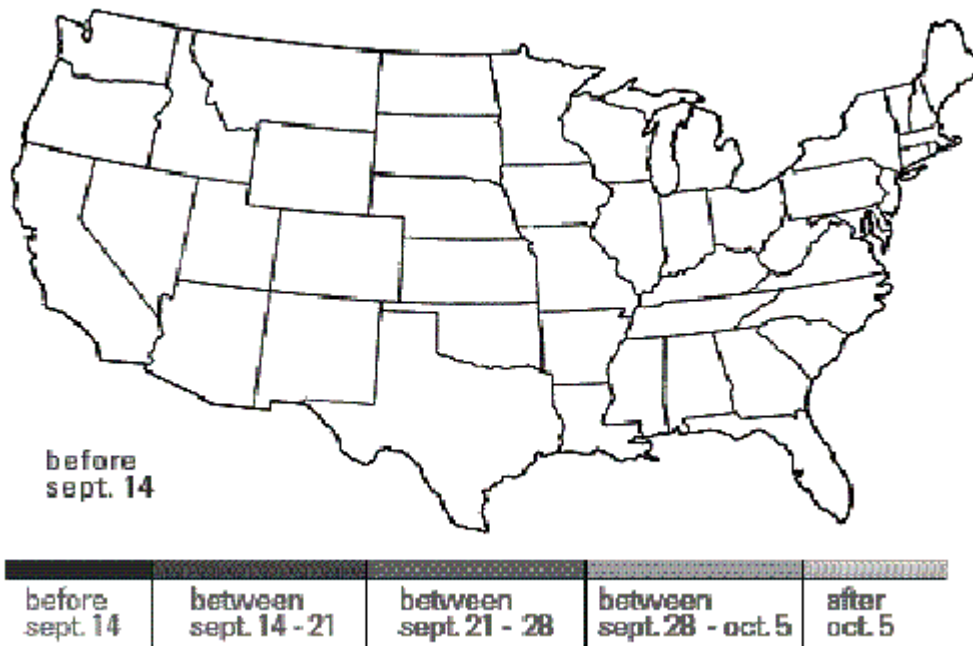 before
sept. 14
before
sept. 14
between
sept. 14 - 21
between
sept. 21 - 28
between
sept. 28 - oct. 5
after
oct. 5